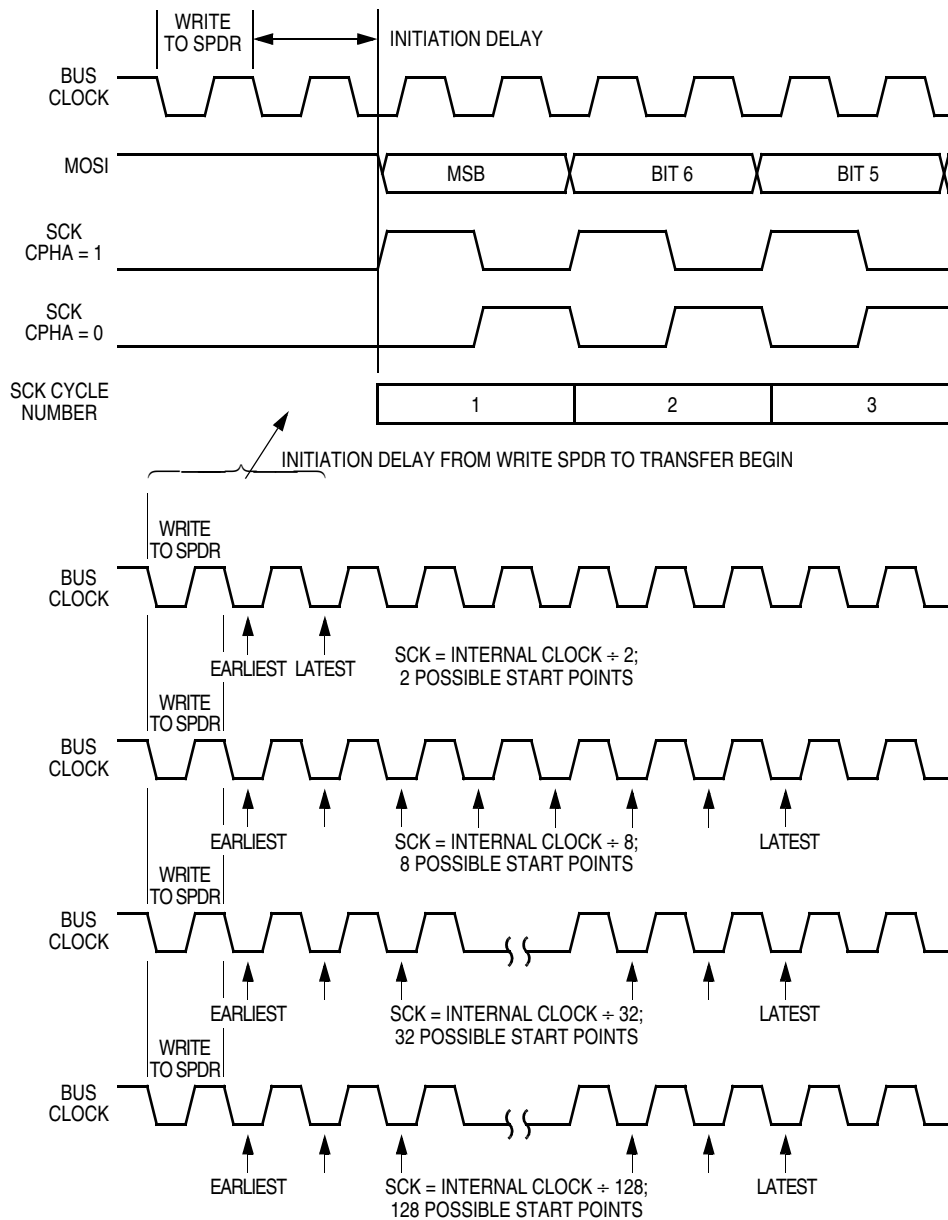 WRITE
TO SPDR
INITIATION DELAY
BUS
CLOCK
MOSI
MSB
BIT 6
BIT 5
SCK
CPHA = 1
SCK
CPHA = 0
SCK CYCLE
NUMBER
1
2
3
INITIATION DELAY FROM WRITE SPDR TO TRANSFER BEGIN
WRITE
TO SPDR
BUS
CLOCK
EARLIEST
LATEST
SCK = INTERNAL CLOCK ÷ 2;
2 POSSIBLE START POINTS
WRITE
TO SPDR
BUS
CLOCK
EARLIEST
SCK = INTERNAL CLOCK ÷ 8;
8 POSSIBLE START POINTS
LATEST
WRITE
TO SPDR
BUS
CLOCK
EARLIEST
SCK = INTERNAL CLOCK ÷ 32;
32 POSSIBLE START POINTS
LATEST
WRITE
TO SPDR
BUS
CLOCK
EARLIEST
SCK = INTERNAL CLOCK ÷ 128;
128 POSSIBLE START POINTS
LATEST